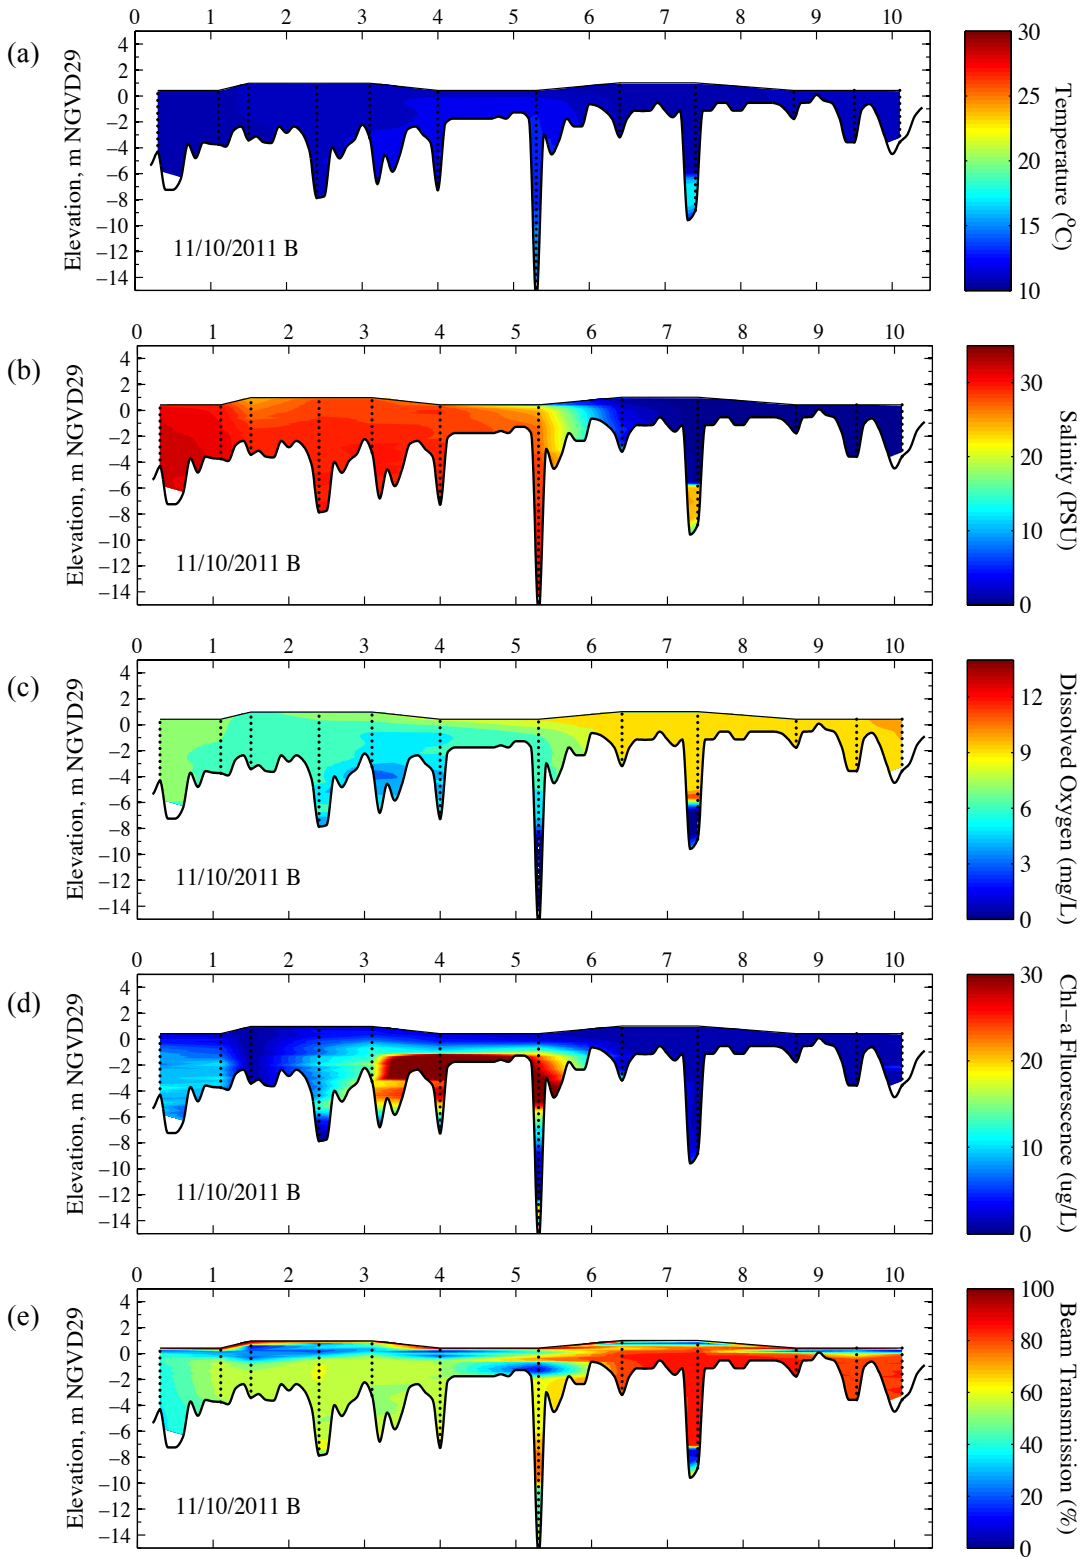 0 1 2 3 4 5 6 7 8 9 10
(a)
4
2
0
−2
−4
−6
−8
−10
−12
−14
Elevation, m NGVD29
11/10/2011 B
30
25
20
15
10
Temperature (°C)
0 1 2 3 4 5 6 7 8 9 10
(b)
4
2
0
−2
−4
−6
−8
−10
−12
−14
Elevation, m NGVD29
11/10/2011 B
30
20
10
0
Salinity (PSU)
0 1 2 3 4 5 6 7 8 9 10
(c)
4
2
0
−2
−4
−6
−8
−10
−12
−14
Elevation, m NGVD29
11/10/2011 B
12
9
6
3
0
Dissolved Oxygen (mg/L)
0 1 2 3 4 5 6 7 8 9 10
(d)
4
2
0
−2
−4
−6
−8
−10
−12
−14
Elevation, m NGVD29
11/10/2011 B
30
20
10
0
Chl−a Fluorescence (ug/L)
0 1 2 3 4 5 6 7 8 9 10
(e)
4
2
0
−2
−4
−6
−8
−10
−12
−14
Elevation, m NGVD29
11/10/2011 B
100
80
60
40
20
0
Beam Transmission (%)